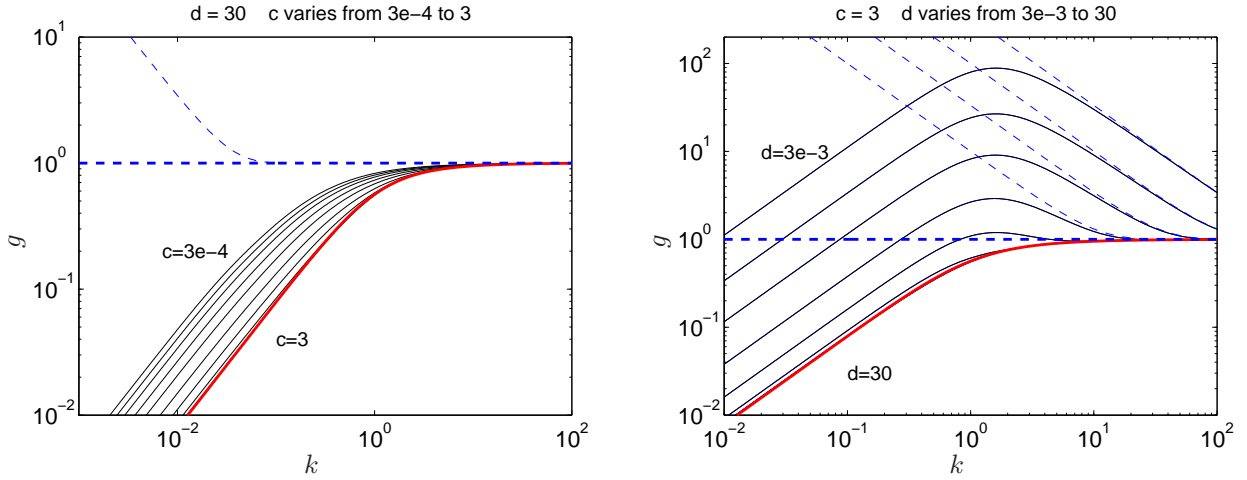 d = 30 c varies from 3e−4 to 3
10^1
10^0
10^−1
10^−2
g
c=3e−4
c=3
10^−2
10^0
10^2
k
c = 3 d varies from 3e−3 to 30
10^2
10^1
10^0
10^−1
10^−2
g
d=3e−3
d=30
10^−2
10^−1
10^0
10^1
10^2
k